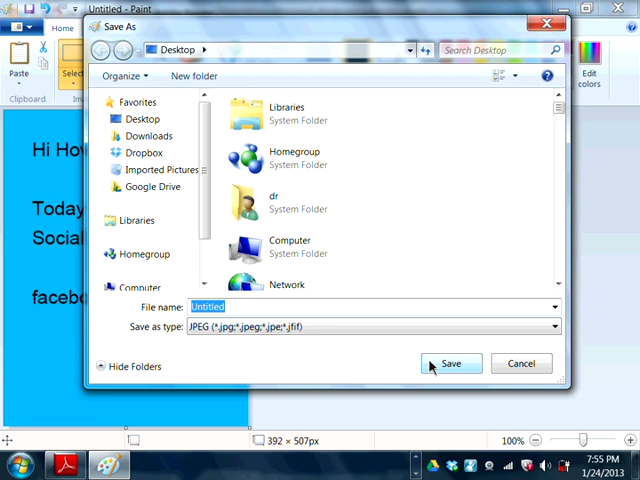 Untitled - Paint
Home
Paste
Select
Edit
colors
Clipboard
Colors
Save As
Desktop
Search Desktop
Organize
New folder
Favorites
Desktop
Downloads
Dropbox
Imported Pictures
Google Drive
Libraries
Homegroup
Computer
Libraries
System Folder
Homegroup
System Folder
dr
System Folder
Computer
System Folder
Network
File name:
Untitled
Save as type:
JPEG (*.jpg;*.jpeg;*.jpe;*.jfif)
Hide Folders
Save
Cancel
Hi
Today
Social
392 × 507px
100%
7:55 PM
1/24/2013